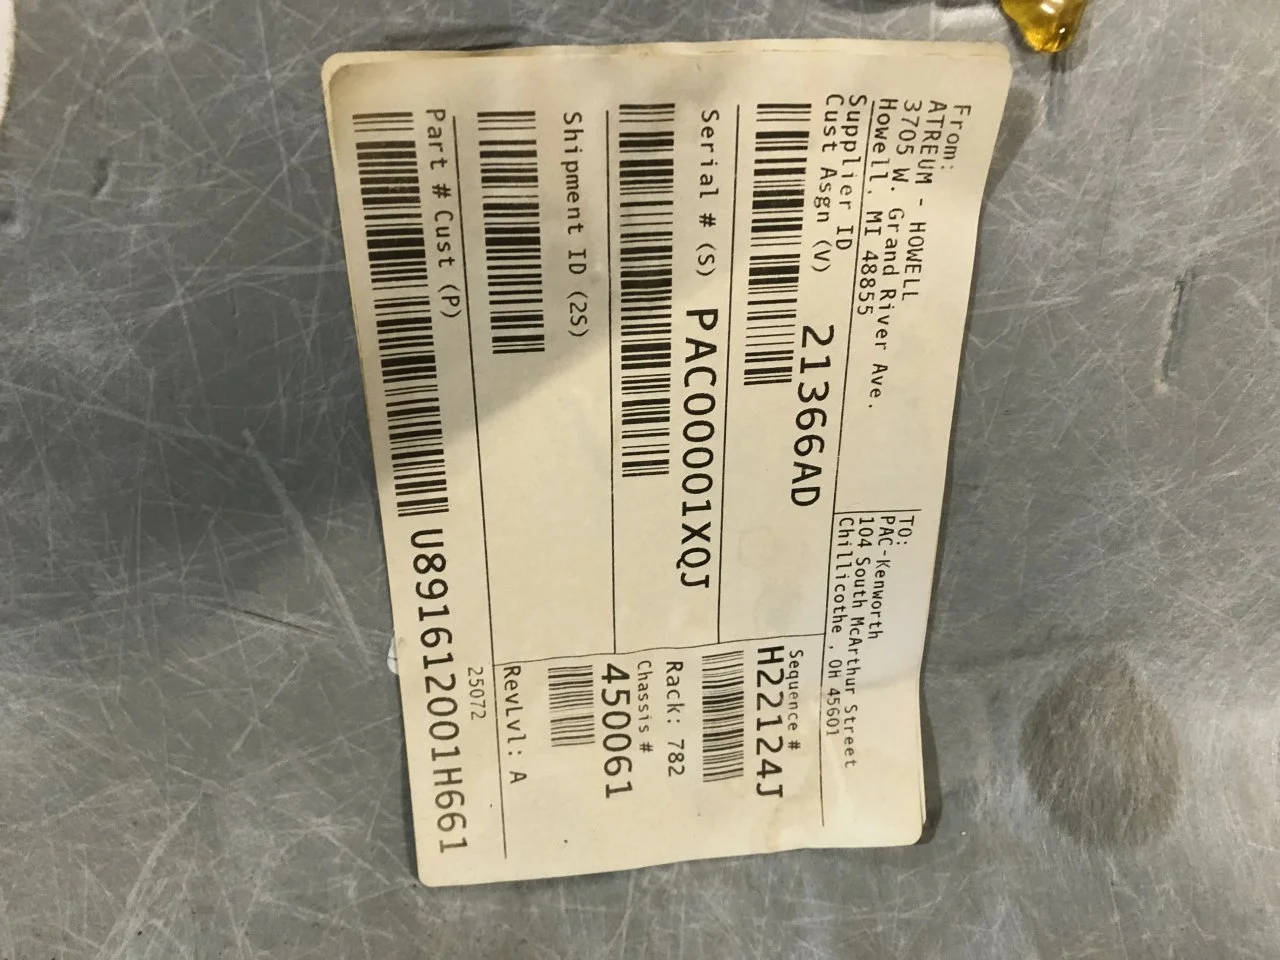 From:
ATREUM - HOWELL
3705 W. Grand River Ave.
Howell, MI 48855
TO:
PAC-Kenworth
104 South McArthur Street
Chillicothe , OH 45601
Supplier ID
Cust Asgn (V) 21366AD
Sequence #
H22124J
Serial # (S) PAC00001XQJ
Rack: 782
Chassis #
450061
Shipment ID (2S)
RevLvl: A
Part # Cust (P) 25072
U891612001H661